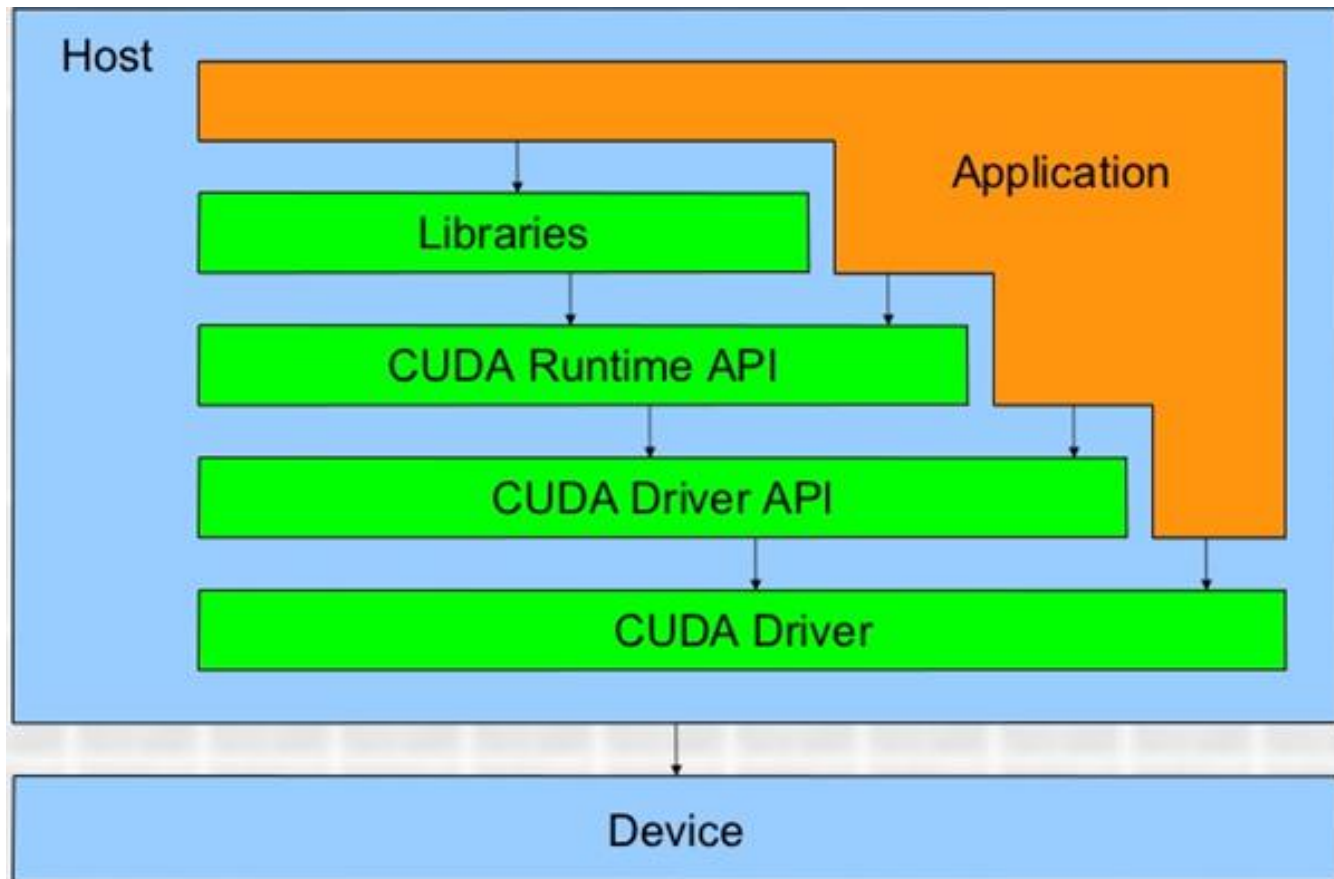 Host
Application
Libraries
CUDA Runtime API
CUDA Driver API
CUDA Driver
Device